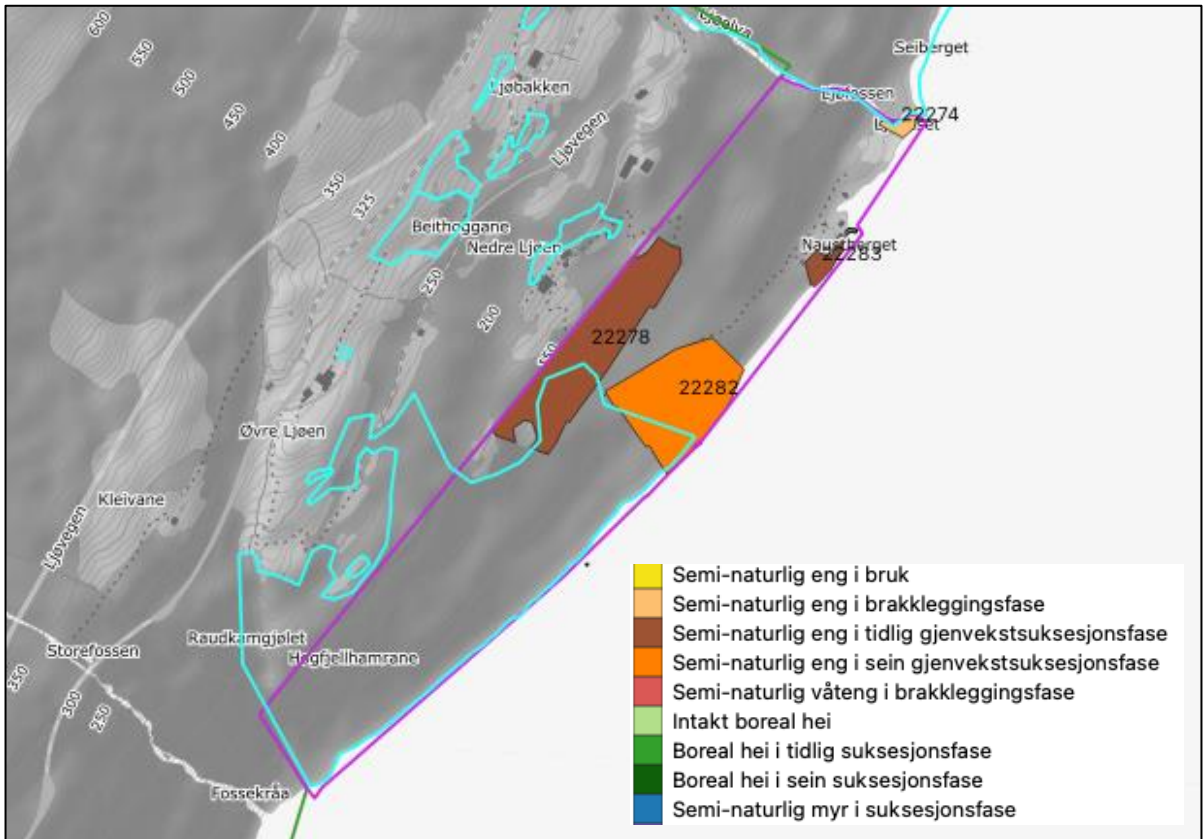 600
550
500
450
400
350
325
Ljøelva
Seiberget
Ljøbakken
Ljøfossen
22274
Ljøvegen
Beithoggane
Nedre Ljøen
Naustberget
22283
250
200
22278
22282
Øvre Ljøen
Kleivane
Ljøvegen
Storefossen
Raudkamgjølet
Høgfjellhamrane
350
300
250
Fossekråa
Semi-naturlig eng i bruk
Semi-naturlig eng i brakkleggingsfase
Semi-naturlig eng i tidlig gjenvekstsuksesjonsfase
Semi-naturlig eng i sein gjenvekstsuksesjonsfase
Semi-naturlig våteng i brakkleggingsfase
Intakt boreal hei
Boreal hei i tidlig suksesjonsfase
Boreal hei i sein suksesjonsfase
Semi-naturlig myr i suksesjonsfase